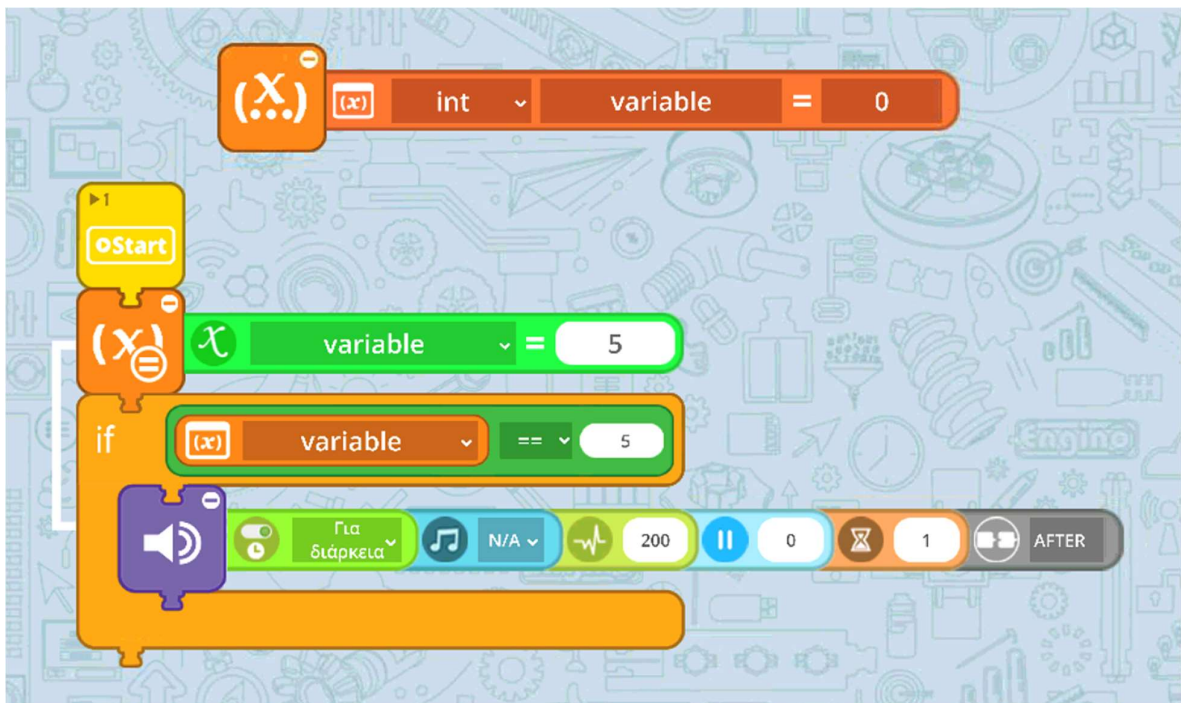 (x...) (x) int variable = 0
▶1
Start
(x=) x variable = 5
if (x) variable == 5
Για διάρκεια N/A 200 0 1 AFTER
Engino